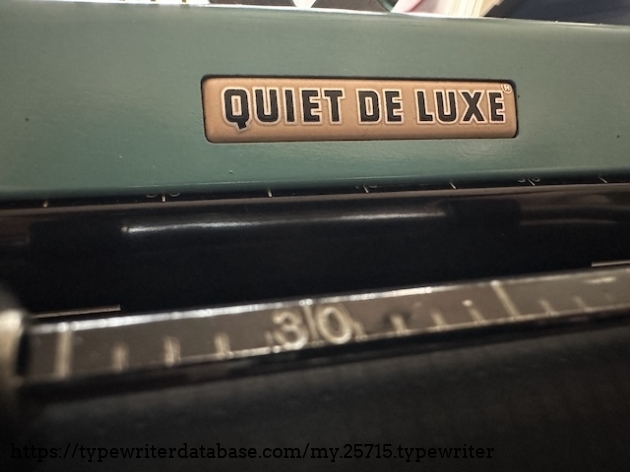 QUIET DE LUXE®
30
https://typewriterdatabase.com/my.25715.typewriter